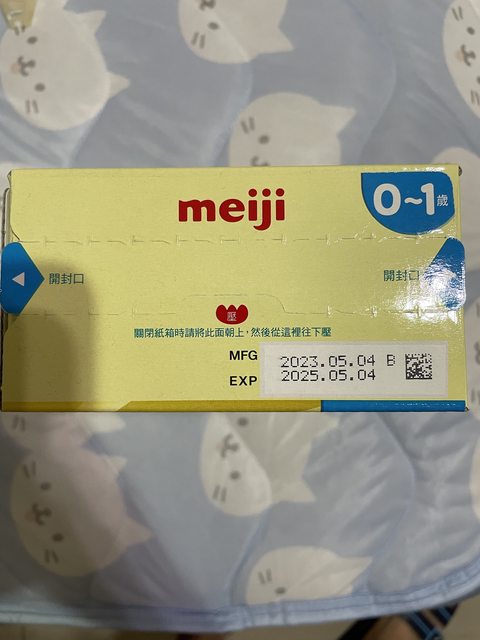 meiji
0~1歲
開封口
開封口
壓
關閉紙箱時請將此面朝上，然後從這裡往下壓
MFG 2023.05.04 B
EXP 2025.05.04